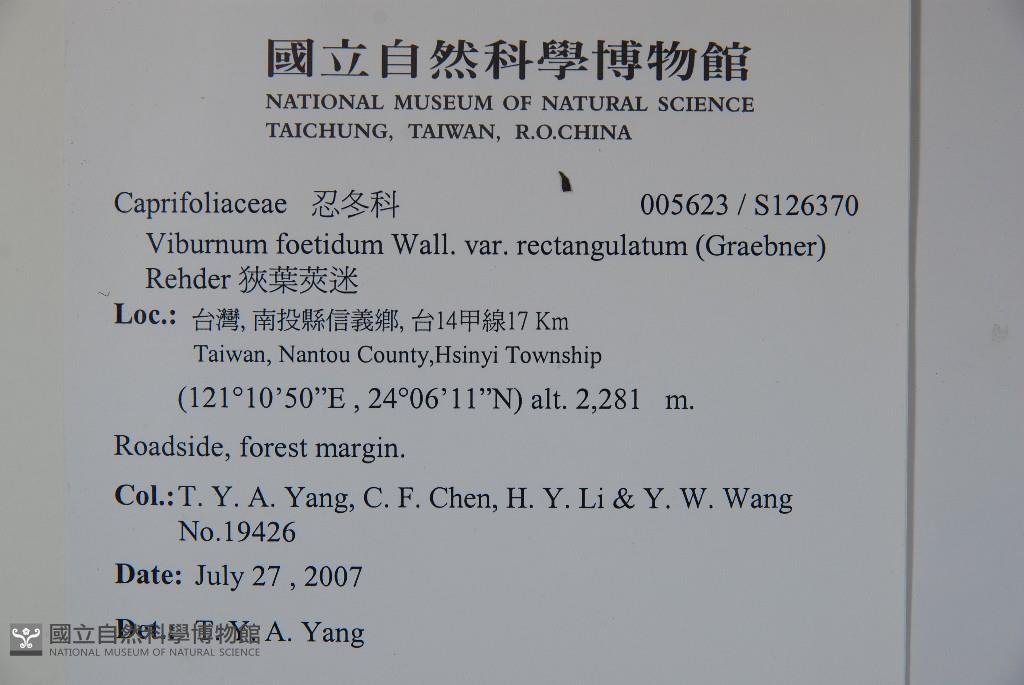 國立自然科學博物館
NATIONAL MUSEUM OF NATURAL SCIENCE
TAICHUNG, TAIWAN, R.O.CHINA
Caprifoliaceae 忍冬科 005623 / S126370
Viburnum foetidum Wall. var. rectangulatum (Graebner)
Rehder 狹葉莢迷
Loc.: 台灣, 南投縣信義鄉, 台14甲線17 Km
Taiwan, Nantou County,Hsinyi Township
(121°10’50”E , 24°06’11”N) alt. 2,281 m.
Roadside, forest margin.
Col.: T. Y. A. Yang, C. F. Chen, H. Y. Li & Y. W. Wang
No.19426
Date: July 27 , 2007
Det.: T. Y. A. Yang
國立自然科學博物館
NATIONAL MUSEUM OF NATURAL SCIENCE